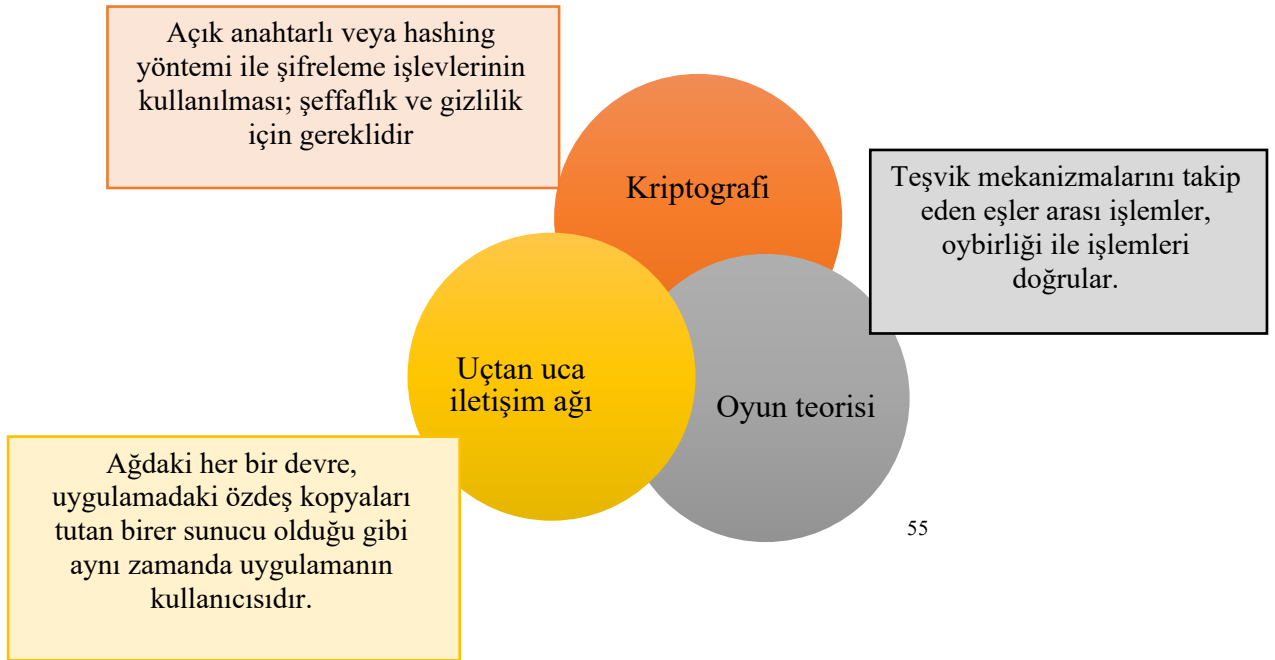 Açık anahtarlı veya hashing
yöntemi ile şifreleme işlevlerinin
kullanılması; şeffaflık ve gizlilik
için gereklidir
Kriptografi
Teşvik mekanizmalarını takip
eden eşler arası işlemler,
oybirliği ile işlemleri
doğrular.
Uçtan uca
iletişim ağı
Oyun teorisi
Ağdaki her bir devre,
uygulamadaki özdeş kopyaları
tutan birer sunucu olduğu gibi
aynı zamanda uygulamanın
kullanıcısıdır.
55